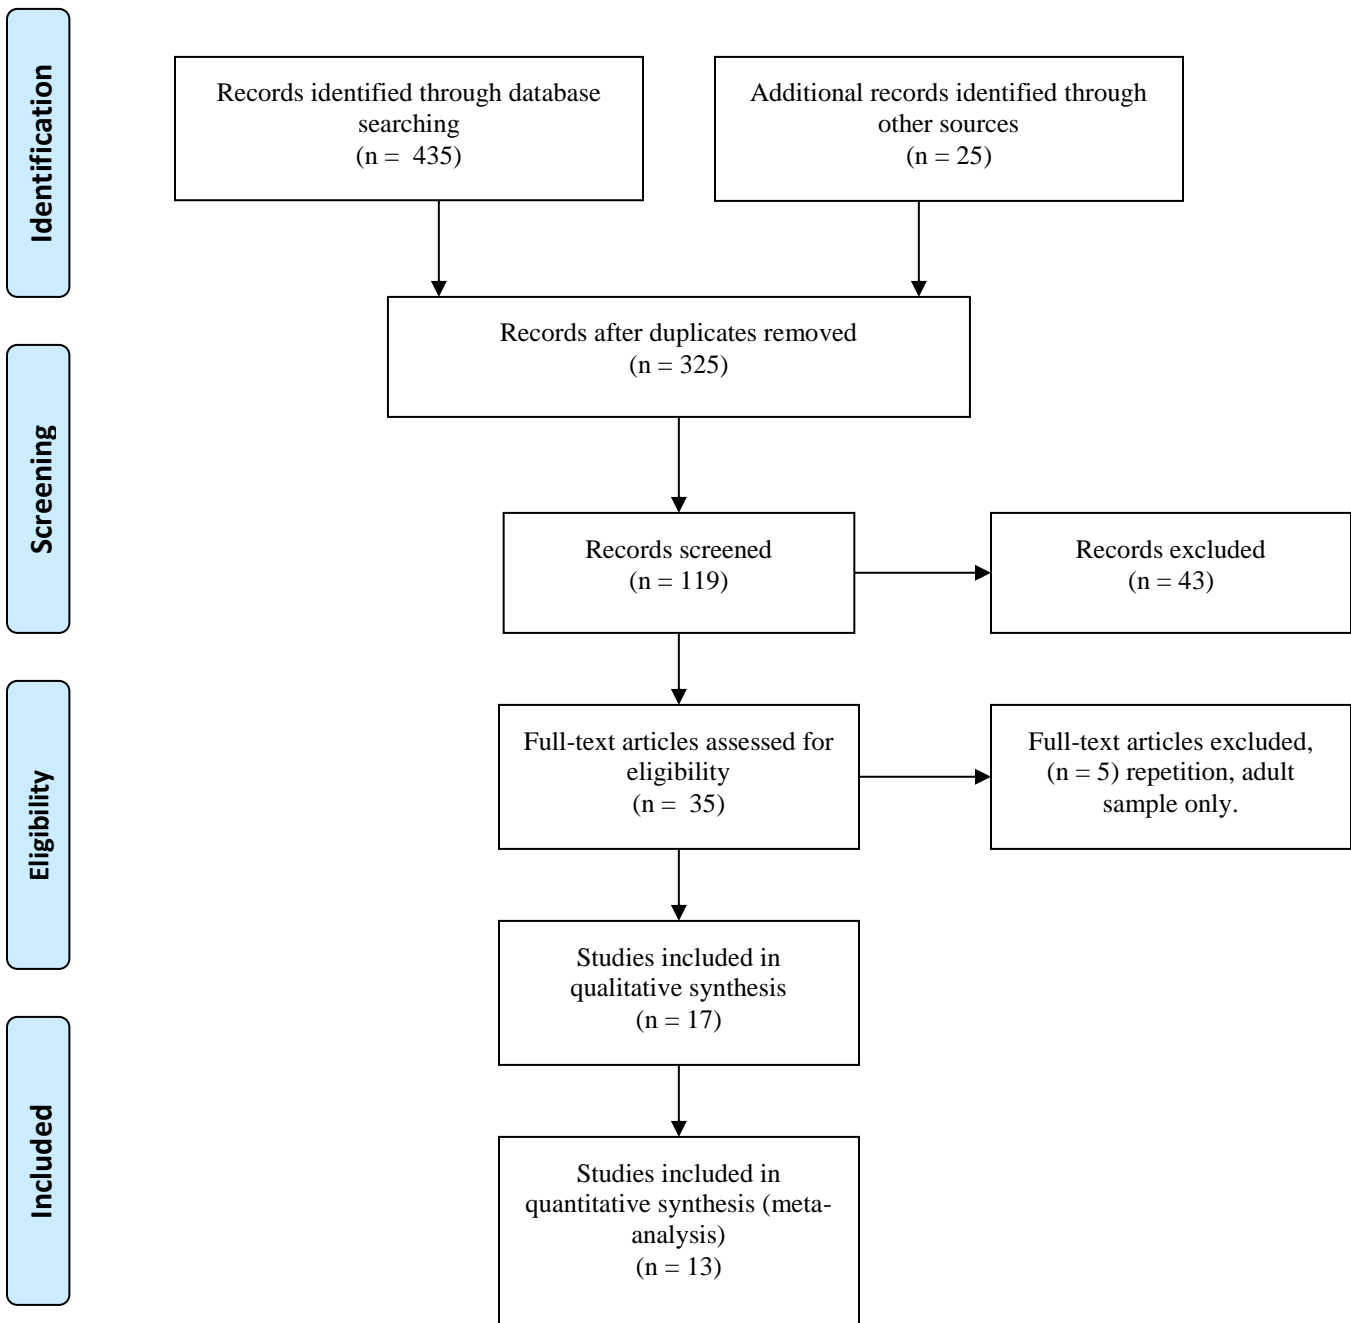 Identification
Records identified through database
searching
(n =  435)
Additional records identified through
other sources
(n = 25)
Records after duplicates removed
(n = 325)
Screening
Records screened
(n = 119)
Records excluded
(n = 43)
Eligibility
Full-text articles assessed for
eligibility
(n =  35)
Full-text articles excluded,
(n = 5) repetition, adult
sample only.
Studies included in
qualitative synthesis
(n = 17)
Included
Studies included in
quantitative synthesis (meta-
analysis)
(n = 13)